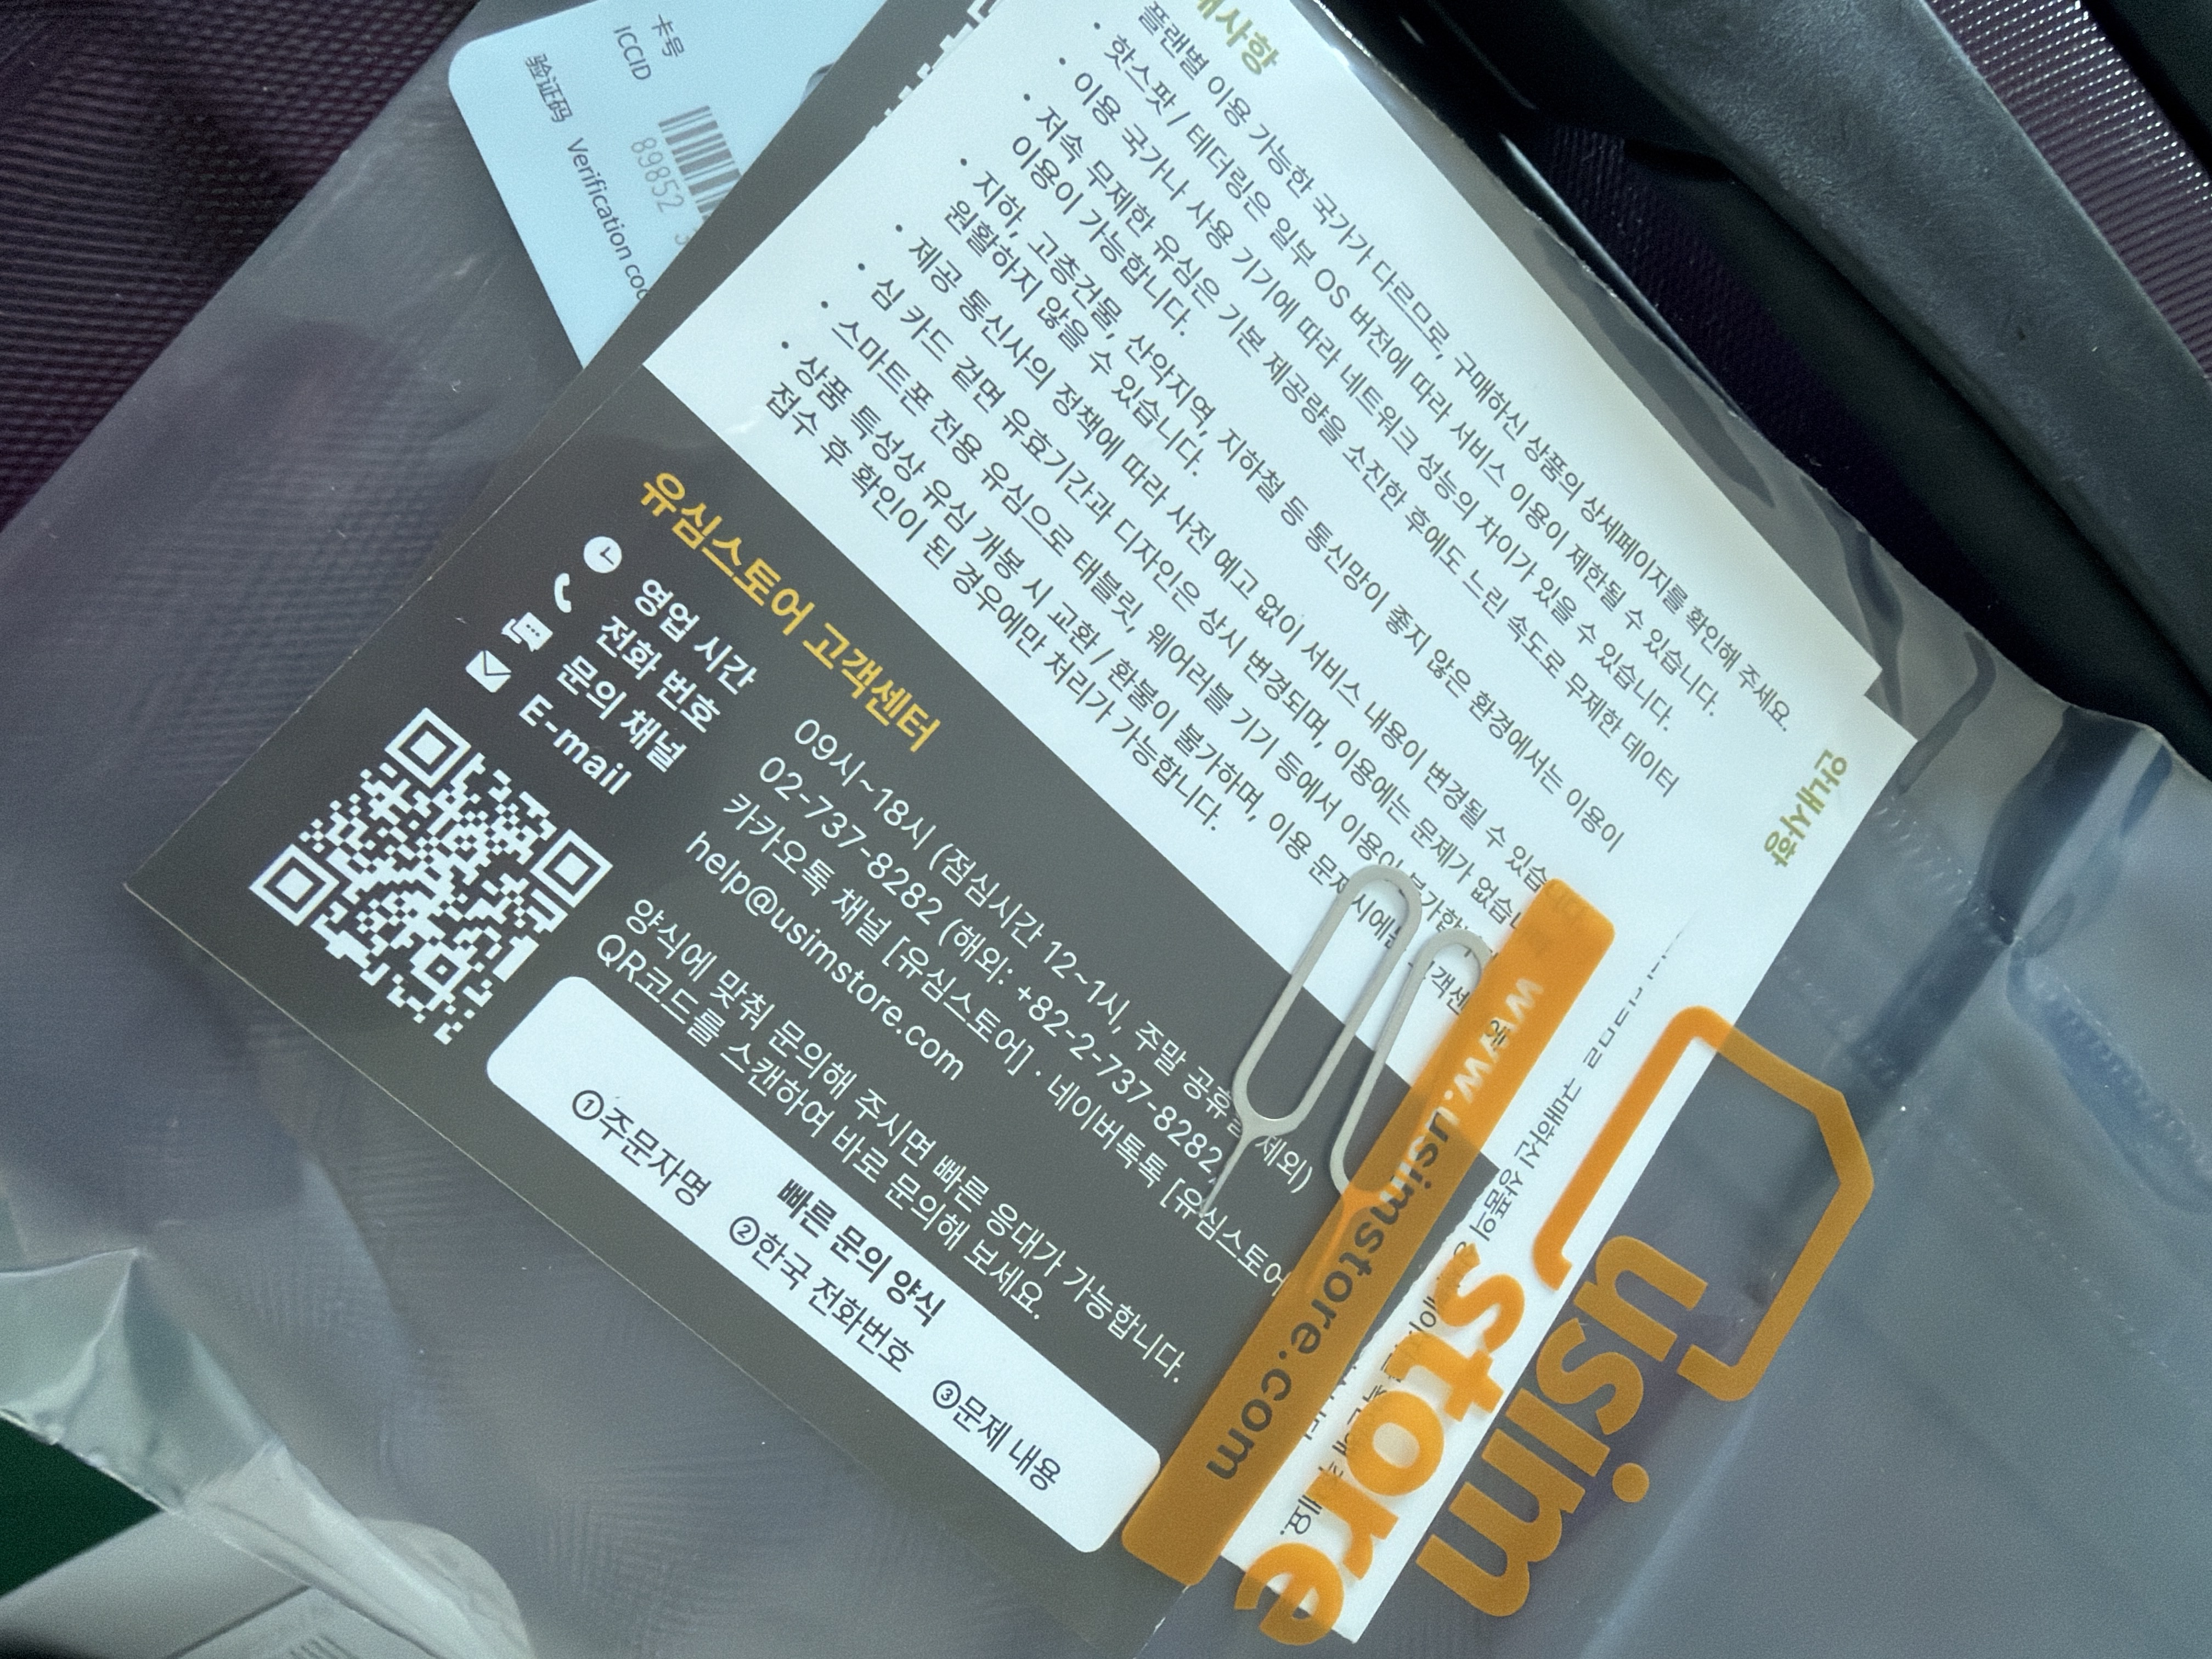 卡号
ICCID
89852
验证码 Verification
플랜별 이용 가능한 국가가 다르므로, 구매하신 상품의 상세페이지를 확인해 주세요.
• 핫스팟 / 테더링은 일부 OS 버전에 따라 서비스 이용이 제한될 수 있습니다.
• 이용 국가나 사용 기기에 따라 네트워크 성능의 차이가 있을 수 있습니다.
• 저속 무제한 유심은 기본 제공량을 소진한 후에도 느린 속도로 무제한 데이터
이용이 가능합니다.
• 지하, 고층건물, 산악지역, 지하철 등 통신망이 좋지 않은 환경에서는 이용이
원활하지 않을 수 있습니다.
• 제공 통신사의 정책에 따라 사전 예고 없이 서비스 내용이 변경될 수
• 심 카드 겉면 유효기간과 디자인은 상시 변경되며, 이용에는 문제가
• 스마트폰 전용 유심으로 태블릿, 웨어러블 기기 등에서
• 상품 특성상 유심 개봉 시 교환 / 환불이 불가하며, 이용
접수 후 확인이 된 경우에만 처리가 가능합니다.
안내사항
구매하신 상품의
유심스토어 고객센터
영업 시간 09시~18시 (점심시간 12~1시, 주말 공휴일 제외)
전화 번호 02-737-8282 (해외: +82-2-737-8282)
문의 채널 카카오톡 채널 [유심스토어] · 네이버톡톡 [유심스토어
E-mail help@usimstore.com
양식에 맞춰 문의해 주시면 빠른 응대가 가능합니다.
QR코드를 스캔하여 바로 문의해 보세요.
빠른 문의 양식
①주문자명 ②한국 전화번호 ③문제 내용
www.usimstore.com
usim
store